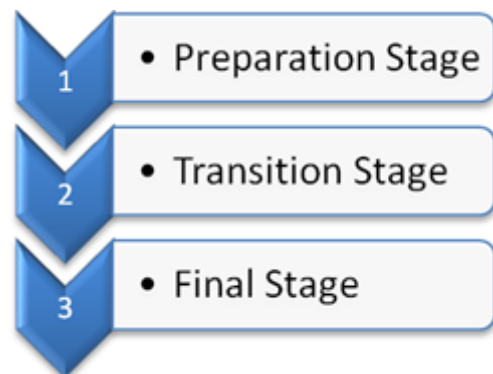 1
• Preparation Stage
2
• Transition Stage
3
• Final Stage